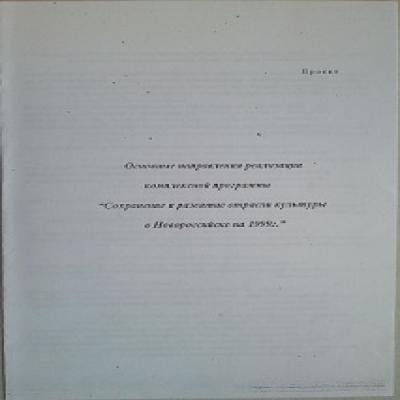 Проект
Основные направления реализации
комплексной программы
"Сохранение и развитие отрасли культуры
в Новороссийске на 1999г."